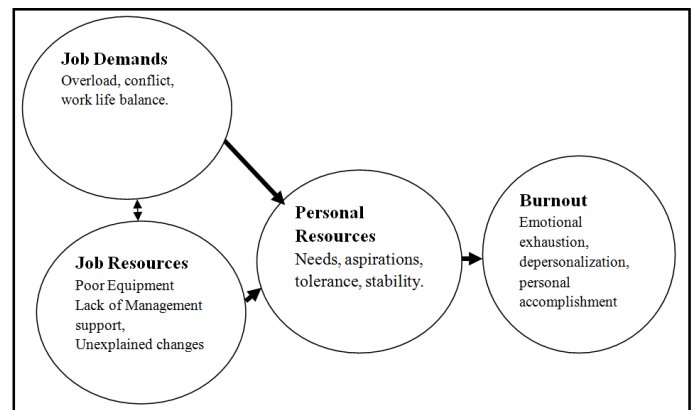 Job Demands
Overload, conflict,
work life balance.
Job Resources
Poor Equipment
Lack of Management
support,
Unexplained changes
Personal
Resources
Needs, aspirations,
tolerance, stability.
Burnout
Emotional
exhaustion,
depersonalization,
personal
accomplishment